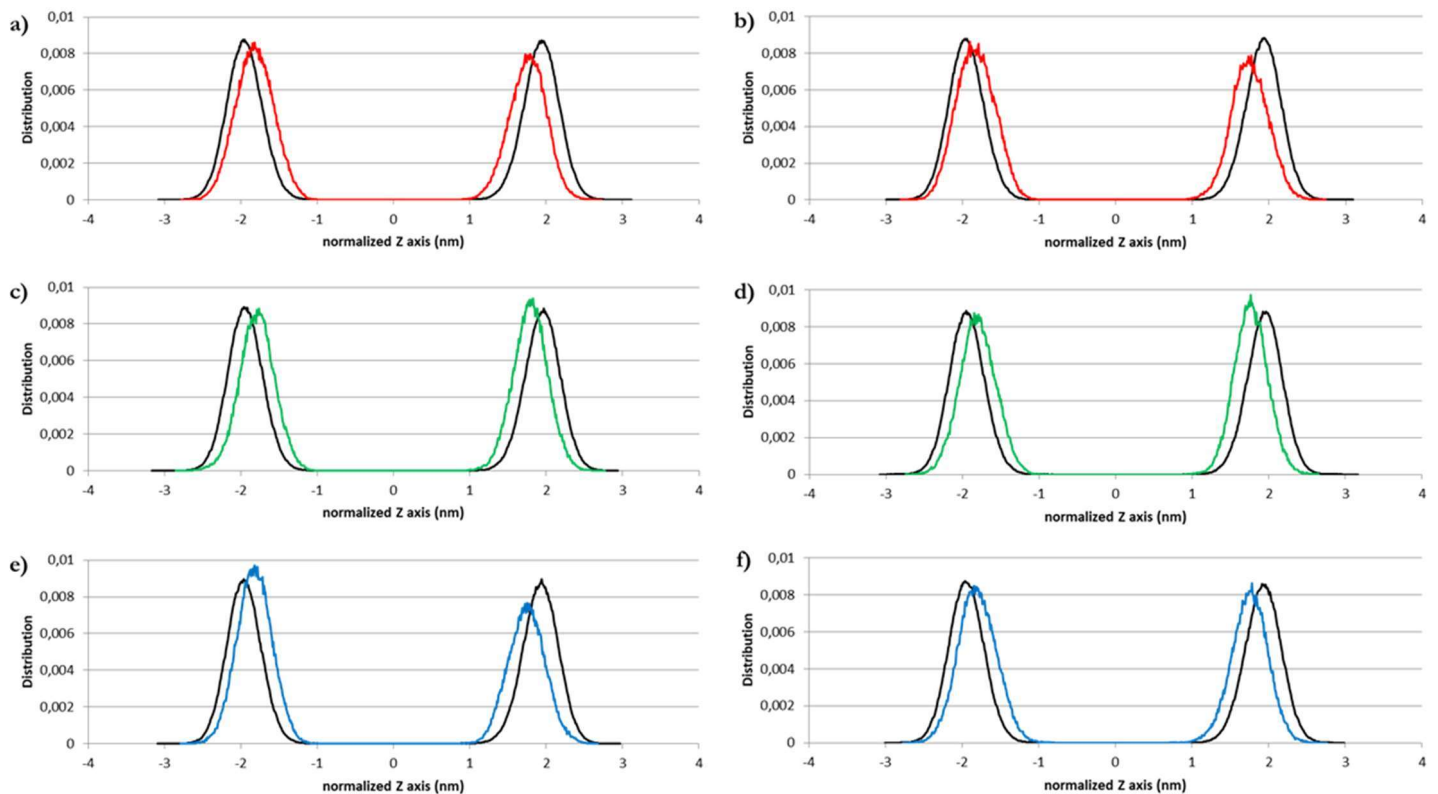 a)
0,01
0,008
0,006
0,004
0,002
0
Distribution
-4 -3 -2 -1 0 1 2 3 4
normalized Z axis (nm)
b)
0,01
0,008
0,006
0,004
0,002
0
Distribution
-4 -3 -2 -1 0 1 2 3 4
normalized Z axis (nm)
c)
0,01
0,008
0,006
0,004
0,002
0
Distribution
-4 -3 -2 -1 0 1 2 3 4
normalized Z axis (nm)
d)
0,01
0,008
0,006
0,004
0,002
0
Distribution
-4 -3 -2 -1 0 1 2 3 4
normalized Z axis (nm)
e)
0,01
0,008
0,006
0,004
0,002
0
Distribution
-4 -3 -2 -1 0 1 2 3 4
normalized Z axis (nm)
f)
0,01
0,008
0,006
0,004
0,002
0
Distribution
-4 -3 -2 -1 0 1 2 3 4
normalized Z axis (nm)